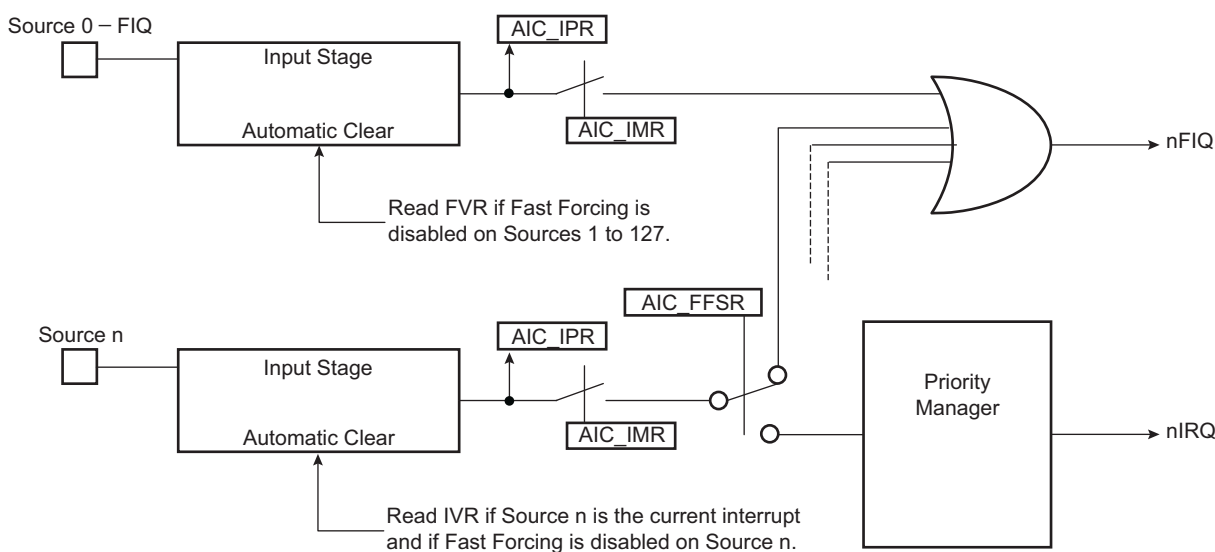 Source 0 – FIQ
AIC_IPR
Input Stage
Automatic Clear
AIC_IMR
nFIQ
Read FVR if Fast Forcing is
disabled on Sources 1 to 127.
AIC_FFSR
Source n
AIC_IPR
Input Stage
Automatic Clear
AIC_IMR
Priority
Manager
nIRQ
Read IVR if Source n is the current interrupt
and if Fast Forcing is disabled on Source n.